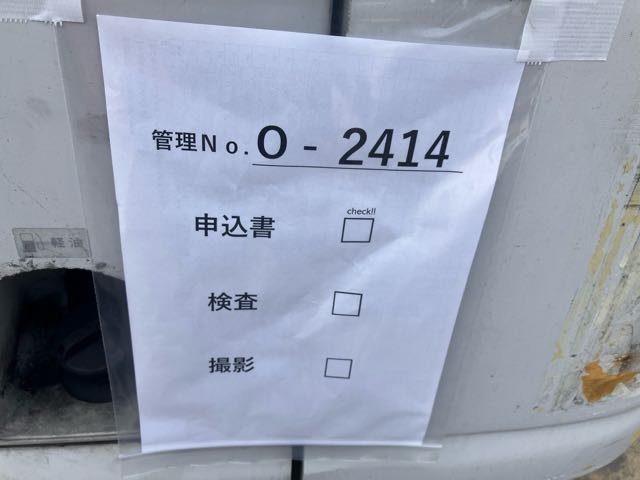 管理No. O - 2414
check!!
申込書 □
検査 □
撮影 □
軽油